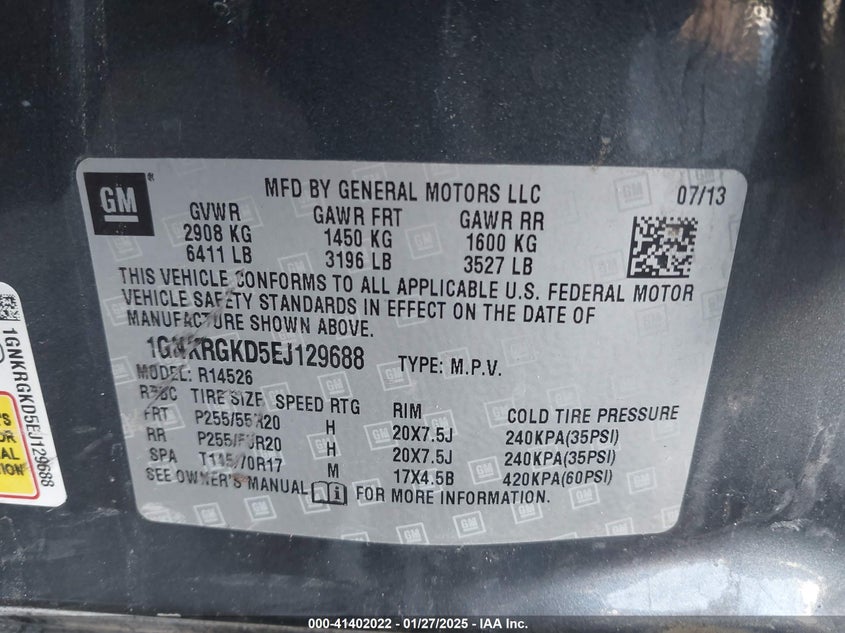 GM
MFD BY GENERAL MOTORS LLC 07/13
GVWR GAWR FRT GAWR RR
2908 KG 1450 KG 1600 KG
6411 LB 3196 LB 3527 LB
THIS VEHICLE CONFORMS TO ALL APPLICABLE U.S. FEDERAL MOTOR
VEHICLE SAFETY STANDARDS IN EFFECT ON THE DATE OF
MANUFACTURE SHOWN ABOVE.
1GNKRGKD5EJ129688 TYPE: M.P.V.
MODEL: R14526
TIRE SIZE SPEED RTG RIM COLD TIRE PRESSURE
FRT P255/55R20 H 20X7.5J 240KPA(35PSI)
RR P255/55R20 H 20X7.5J 240KPA(35PSI)
SPA 70R17 M 17X4.5B 420KPA(60PSI)
SEE OWNER'S MANUAL FOR MORE INFORMATION.
1GNKRGKD5EJ129688
000-41402022 – 01/27/2025 – IAA Inc.